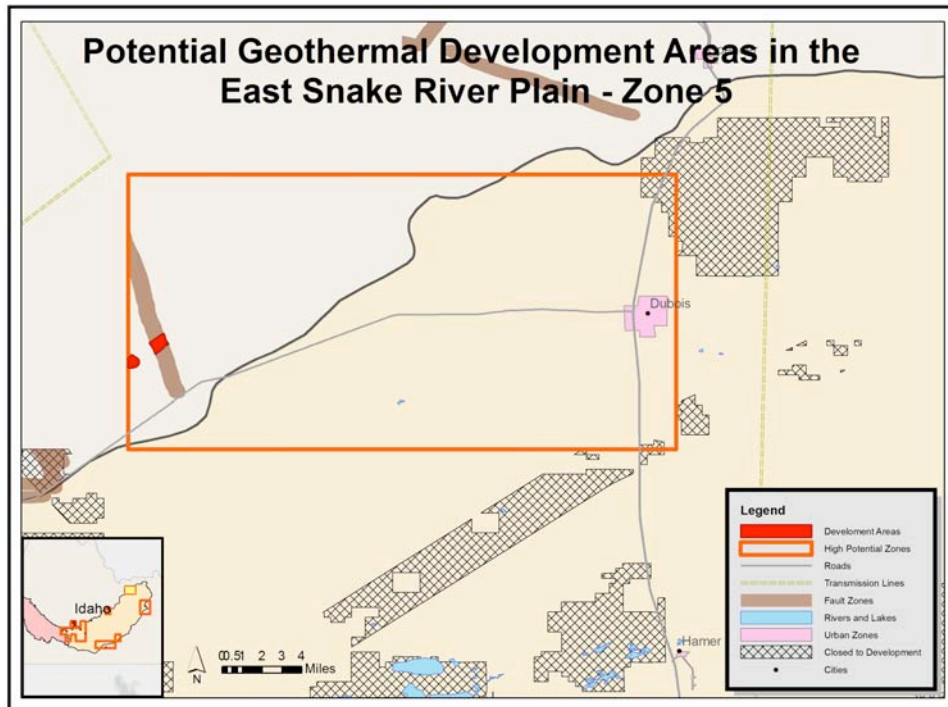 Potential Geothermal Development Areas in the
East Snake River Plain - Zone 5
Dubois
Hamer
Legend
Develoment Areas
High Potential Zones
Roads
Transmission Lines
Fault Zones
Rivers and Lakes
Urban Zones
Closed to Development
Cities
Idaho
N
0 0.5 1 2 3 4
Miles